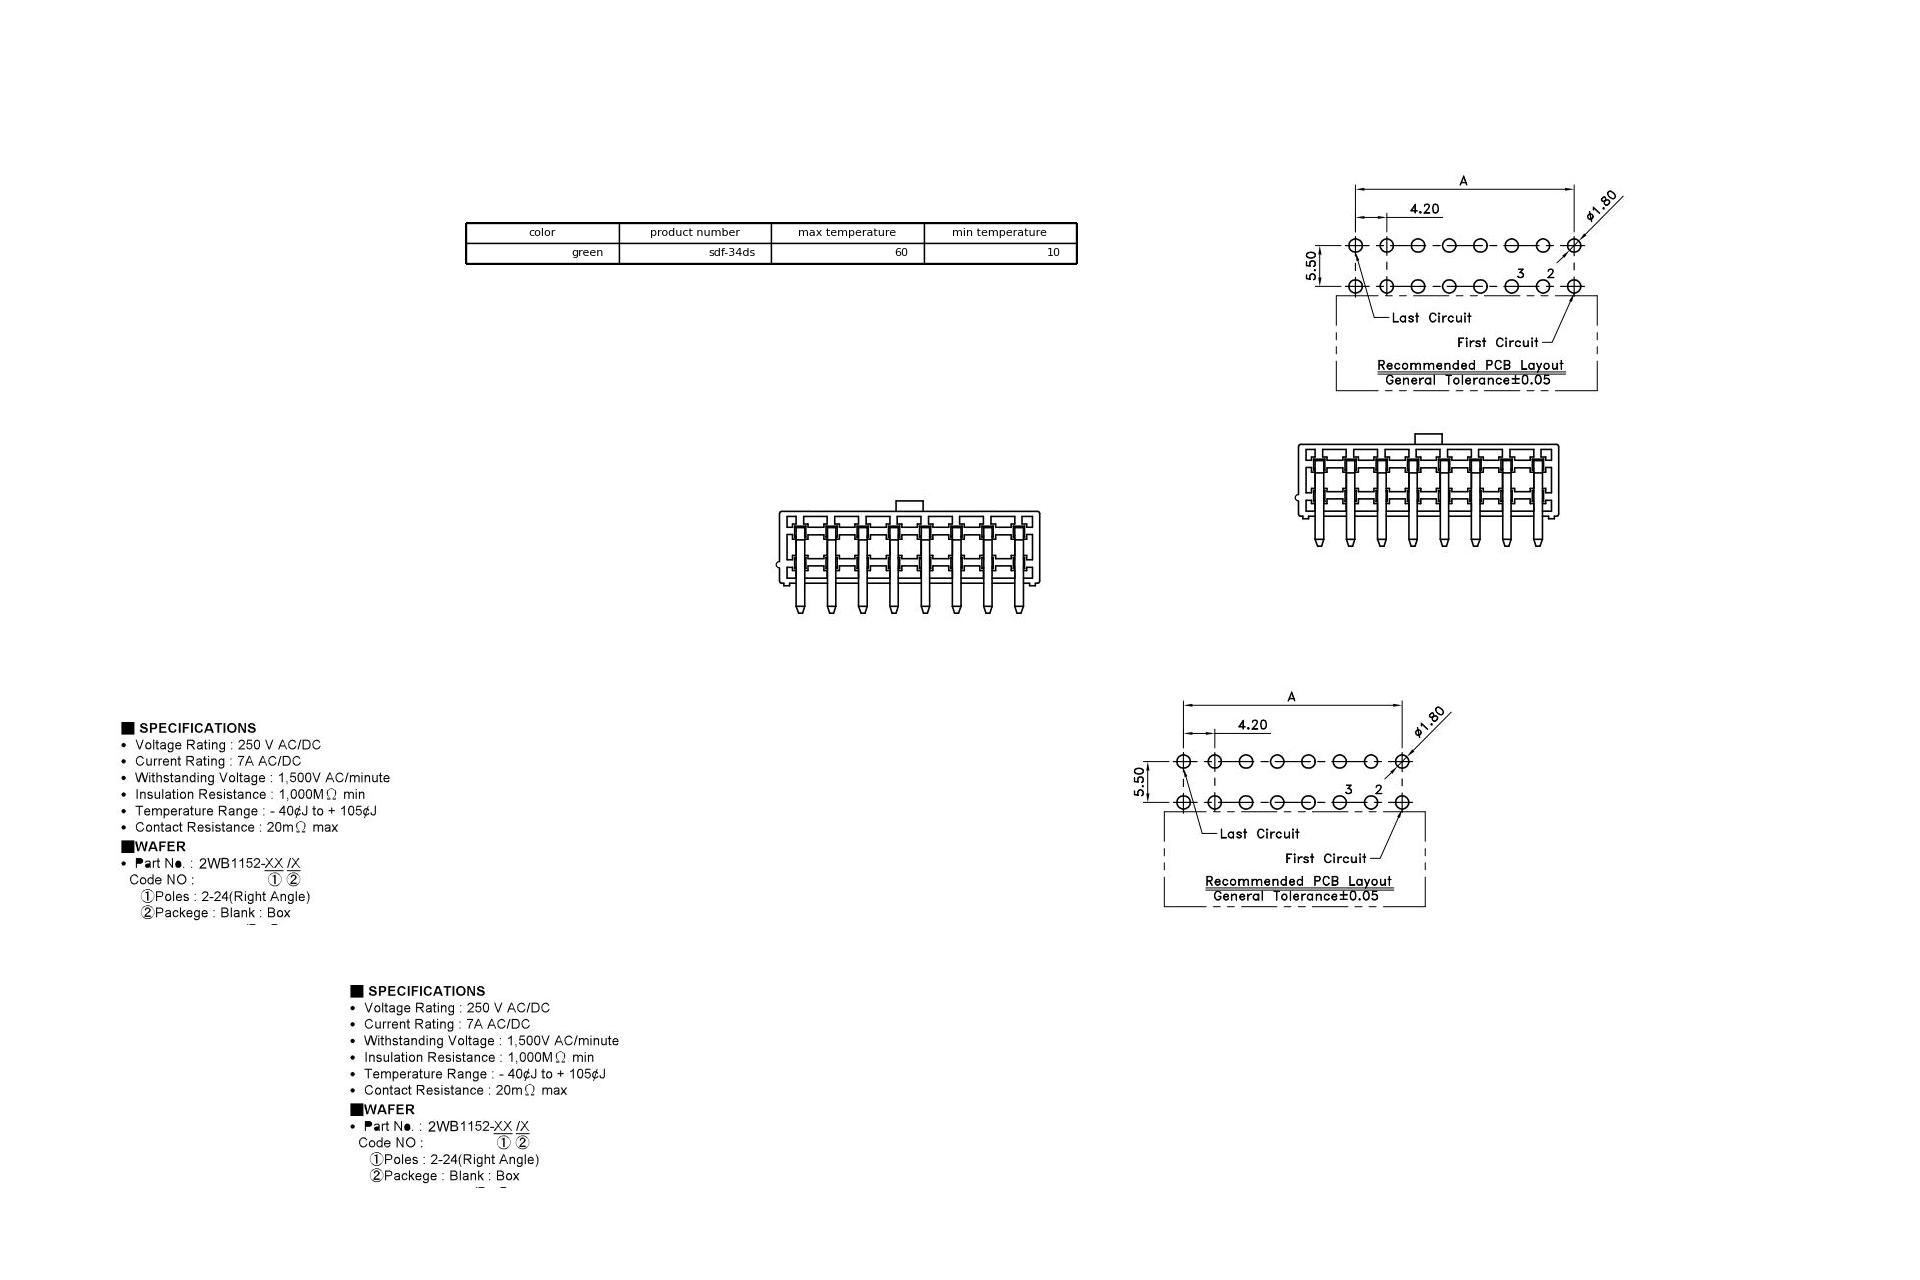 color product number max temperature min temperature
green sdf-34ds 60 10
A
4.20
ø1.80
5.50
3 2
Last Circuit
First Circuit
Recommended PCB Layout
General Tolerance±0.05
A
4.20
ø1.80
5.50
3 2
Last Circuit
First Circuit
Recommended PCB Layout
General Tolerance±0.05
■ SPECIFICATIONS
• Voltage Rating : 250 V AC/DC
• Current Rating : 7A AC/DC
• Withstanding Voltage : 1,500V AC/minute
• Insulation Resistance : 1,000MΩ min
• Temperature Range : - 40¢J to + 105¢J
• Contact Resistance : 20mΩ max
■WAFER
• Part No. : 2WB1152-XX /X
Code NO : ① ②
①Poles : 2-24(Right Angle)
②Packege : Blank : Box
■ SPECIFICATIONS
• Voltage Rating : 250 V AC/DC
• Current Rating : 7A AC/DC
• Withstanding Voltage : 1,500V AC/minute
• Insulation Resistance : 1,000MΩ min
• Temperature Range : - 40¢J to + 105¢J
• Contact Resistance : 20mΩ max
■WAFER
• Part No. : 2WB1152-XX /X
Code NO : ① ②
①Poles : 2-24(Right Angle)
②Packege : Blank : Box